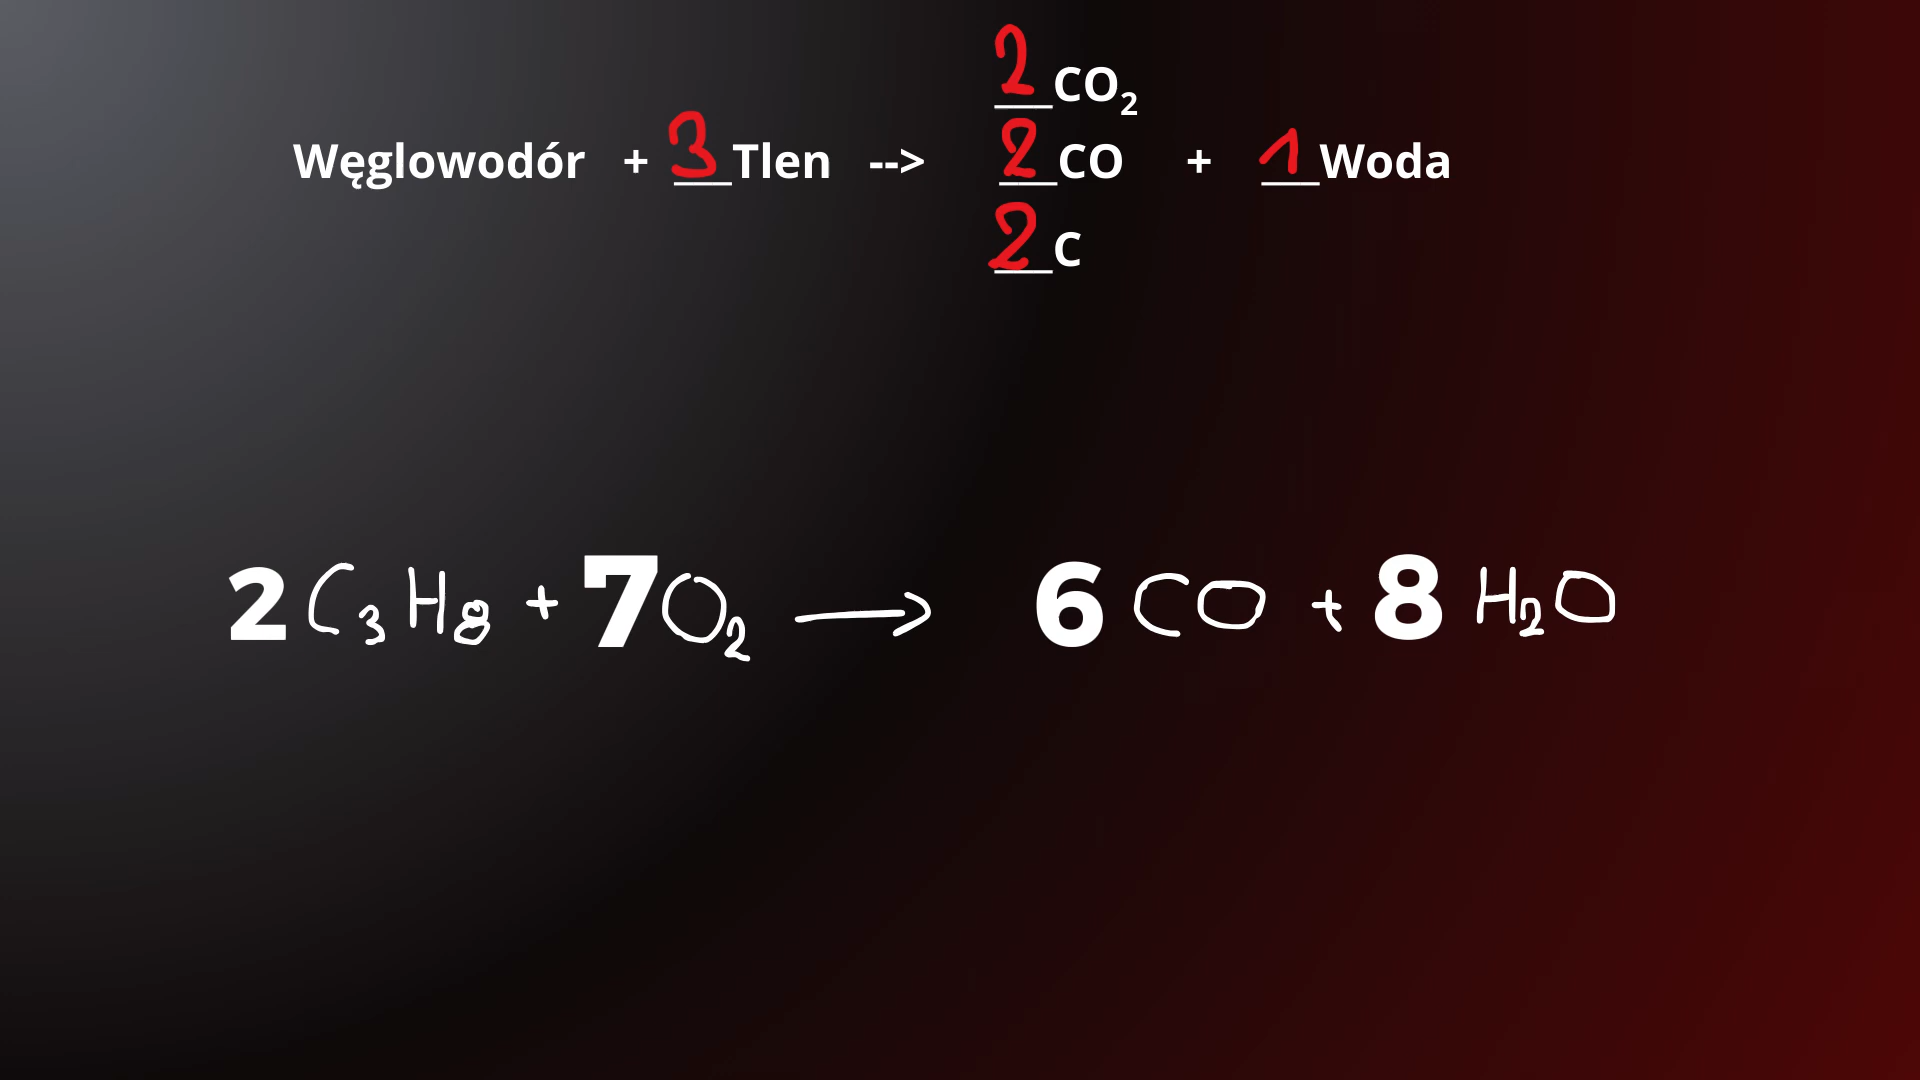 2 CO₂
Węglowodór + 3 Tlen --> 2 CO + 1 Woda
2 C
2 C₃H₈ + 7 O₂ → 6 CO + 8 H₂O